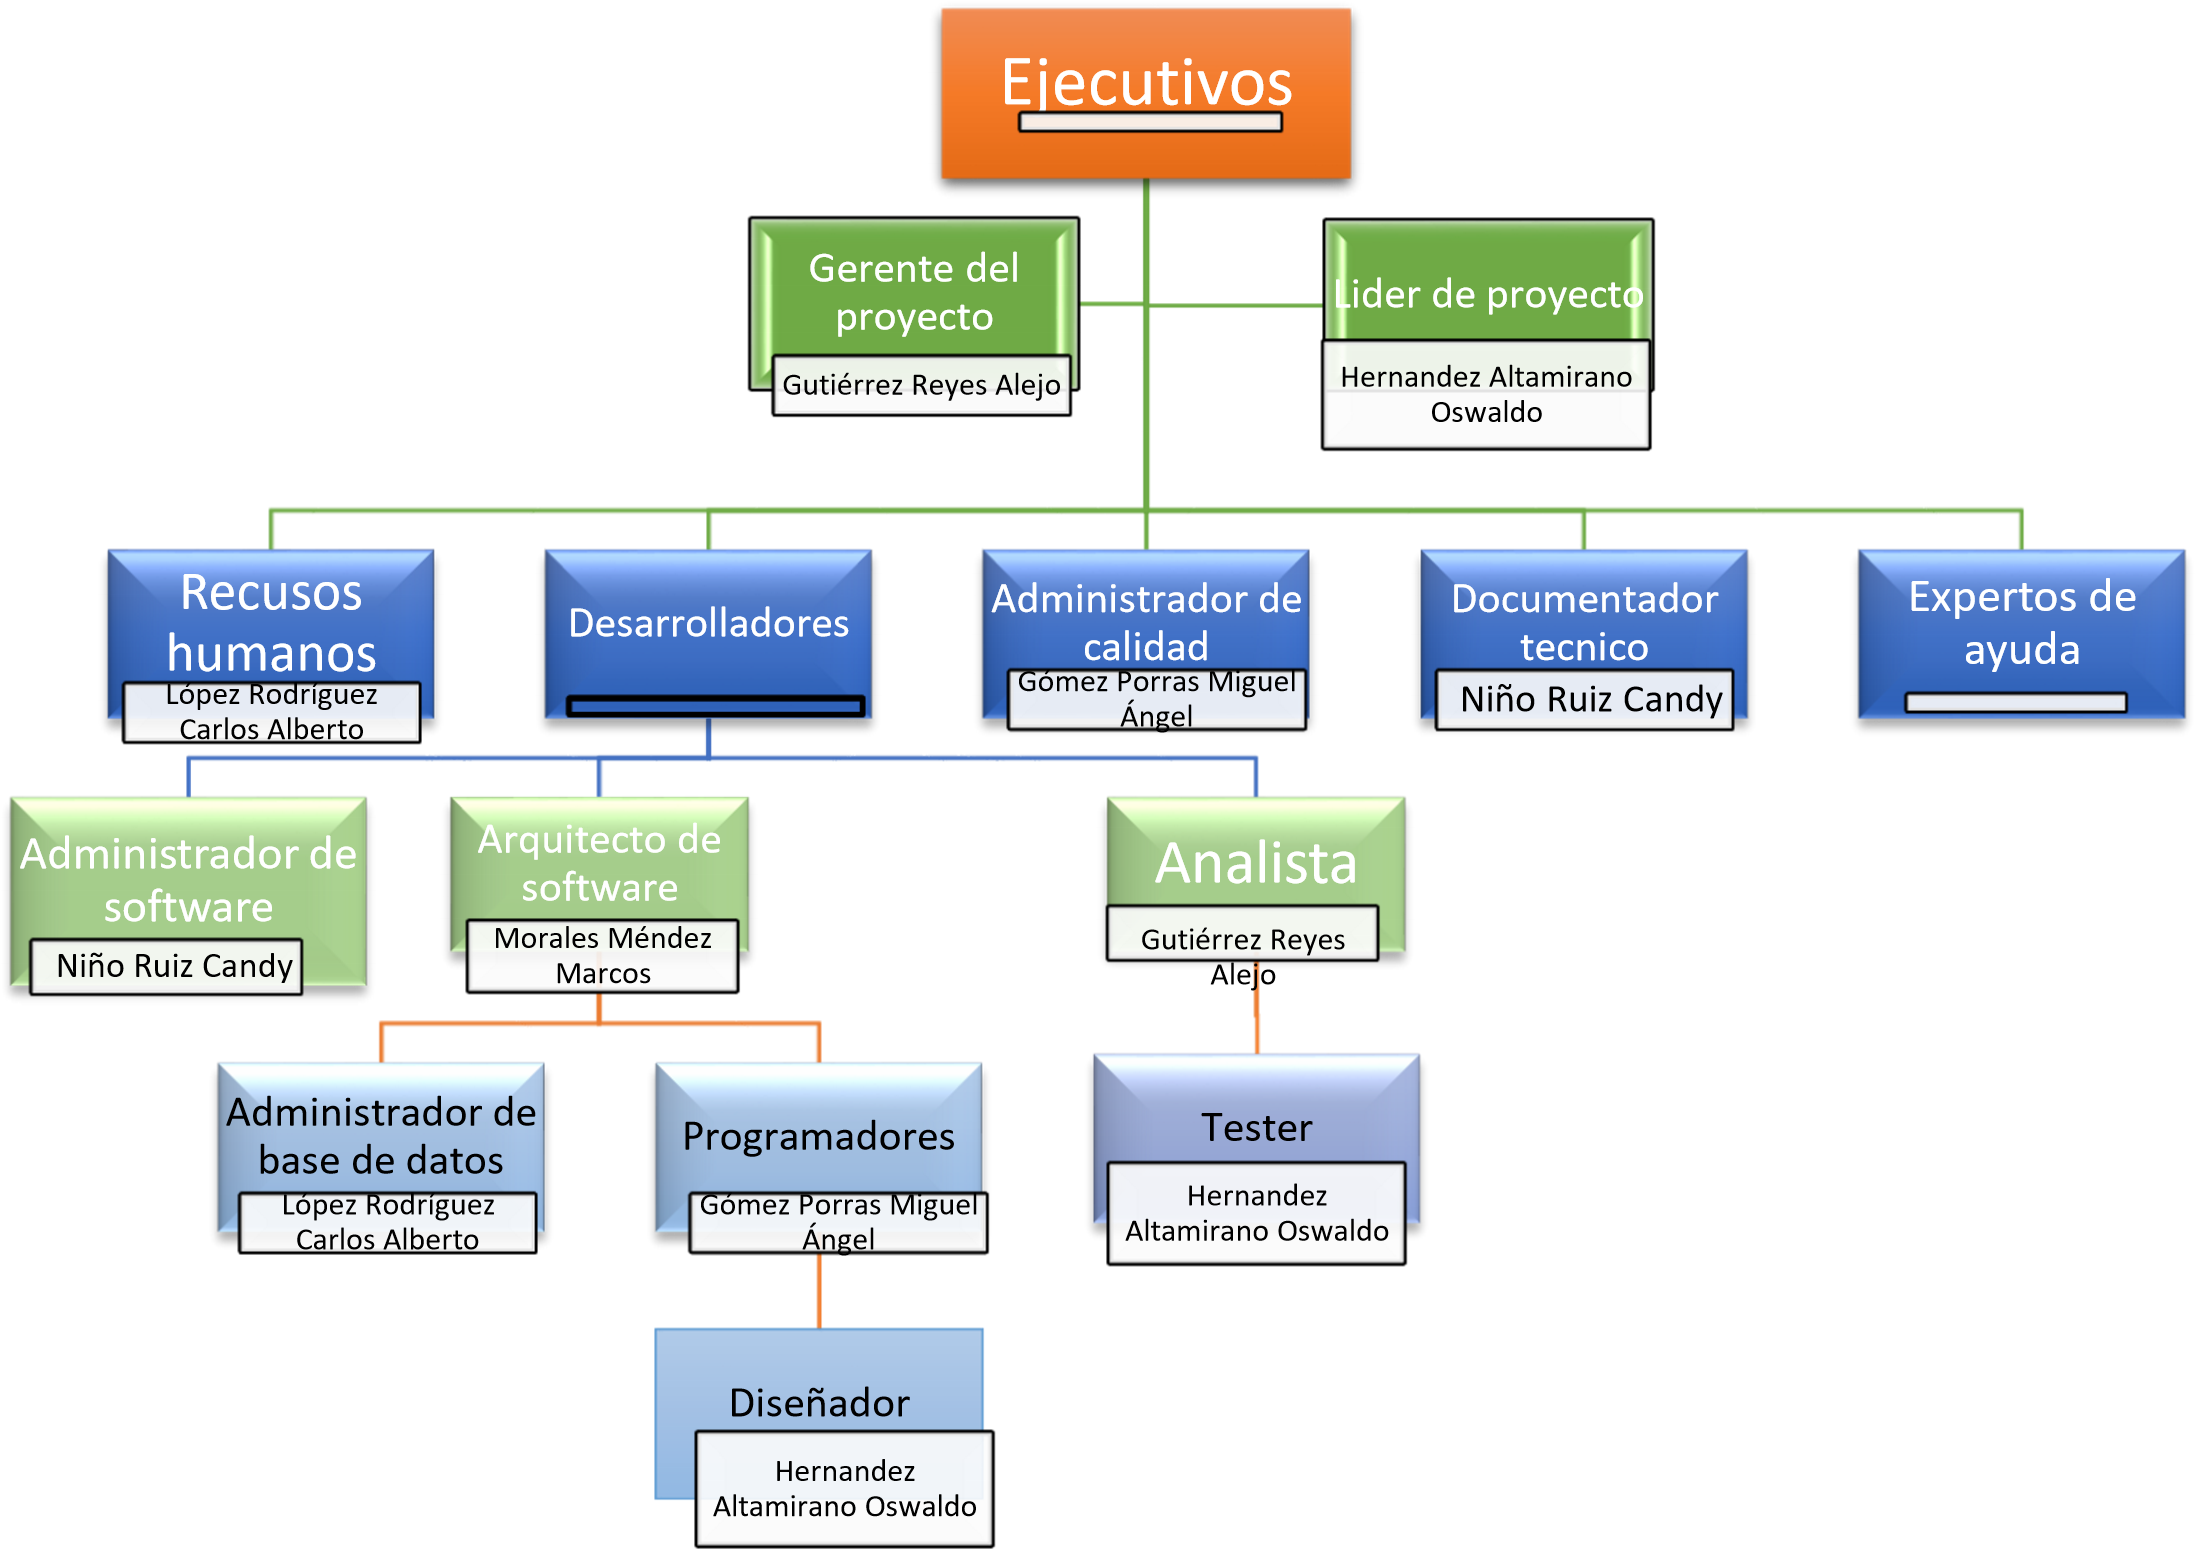 Ejecutivos
Gerente del
proyecto
Gutiérrez Reyes Alejo
Lider de proyecto
Hernandez Altamirano
Oswaldo
Recusos
humanos
López Rodríguez
Carlos Alberto
Desarrolladores
Administrador de
calidad
Gómez Porras Miguel
Ángel
Documentador
tecnico
Niño Ruiz Candy
Expertos de
ayuda
Administrador de
software
Niño Ruiz Candy
Arquitecto de
software
Morales Méndez
Marcos
Analista
Gutiérrez Reyes
Alejo
Administrador de
base de datos
López Rodríguez
Carlos Alberto
Programadores
Gómez Porras Miguel
Ángel
Tester
Hernandez
Altamirano Oswaldo
Diseñador
Hernandez
Altamirano Oswaldo